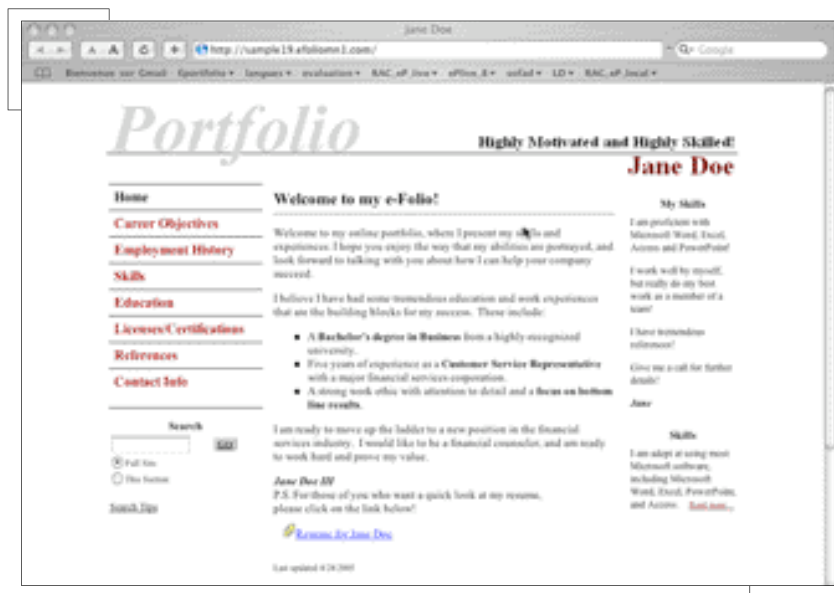 Jane Doe
http://sample19.efoliomn3.com/
Google
Bienvenue sur Gmail Eportfolio langues evaluation RAC_eP_live ePlive_8 sofad LD RAC_eP_local
Portfolio
Highly Motivated and Highly Skilled!
Jane Doe
Home
Career Objectives
Employment History
Skills
Education
Licenses/Certifications
References
Contact Info
Search
GO
Full Site
This Section
Search Tips
Welcome to my e-Folio!
Welcome to my online portfolio, where I present my skills and
experiences. I hope you enjoy the way that my abilities are portrayed, and
look forward to talking with you about how I can help your company
succeed.
I believe I have had some tremendous education and work experiences
that are the building blocks for my success. These include:
A Bachelor's degree in Business from a highly-recognized
university.
Five years of experience as a Customer Service Representative
with a major financial services corporation.
A strong work ethic with attention to detail and a focus on bottom
line results.
I am ready to move up the ladder to a new position in the financial
services industry. I would like to be a financial counselor, and am ready
to work hard and prove my value.
Jane Doe III
P.S. For those of you who want a quick look at my resume,
please click on the link below!
Resume for Jane Doe
Last updated 4/24/2005
My Skills
I am proficient with
Microsoft Word, Excel,
Access and PowerPoint!
I work well by myself,
but really do my best
work as a member of a
team!
I have tremendous
references!
Give me a call for further
details!
Jane
Skills
I am adept at using most
Microsoft software,
including Microsoft
Word, Excel, PowerPoint,
and Access. Read more...